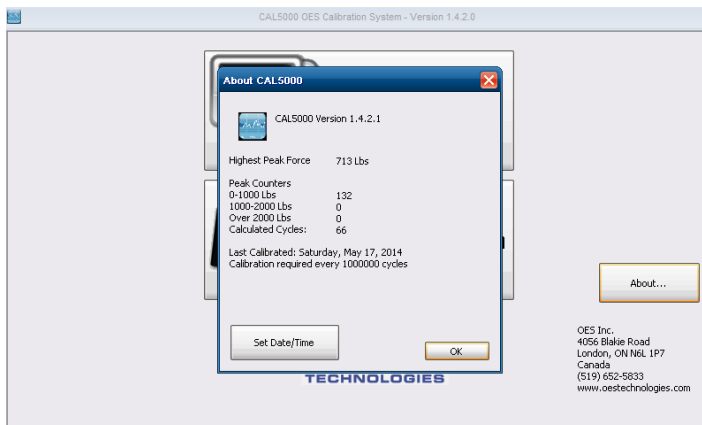 CAL5000 OES Calibration System - Version 1.4.2.0
About CAL5000
CAL5000 Version 1.4.2.1
Highest Peak Force 713 Lbs
Peak Counters
0-1000 Lbs 132
1000-2000 Lbs 0
Over 2000 Lbs 0
Calculated Cycles: 66
Last Calibrated: Saturday, May 17, 2014
Calibration required every 1000000 cycles
Set Date/Time
OK
About...
OES Inc.
4056 Blakie Road
London, ON N6L 1P7
Canada
(519) 652-5833
www.oestechnologies.com
TECHNOLOGIES